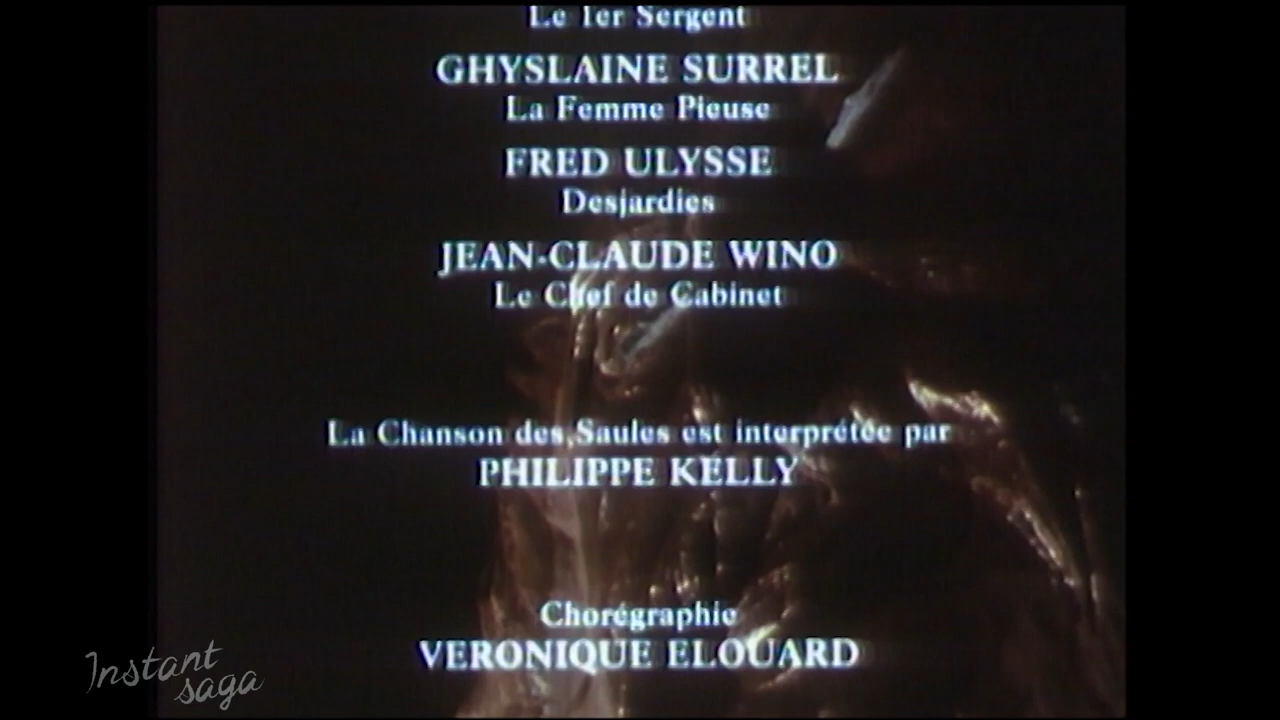 Le 1er Sergent
GHYSLAINE SURREL
La Femme Pieuse
FRED ULYSSE
Desjardies
JEAN-CLAUDE WINO
Le Chef de Cabinet
La Chanson des Saules est interprétée par
PHILIPPE KELLY
Chorégraphie
VERONIQUE ELOUARD
Instant
saga